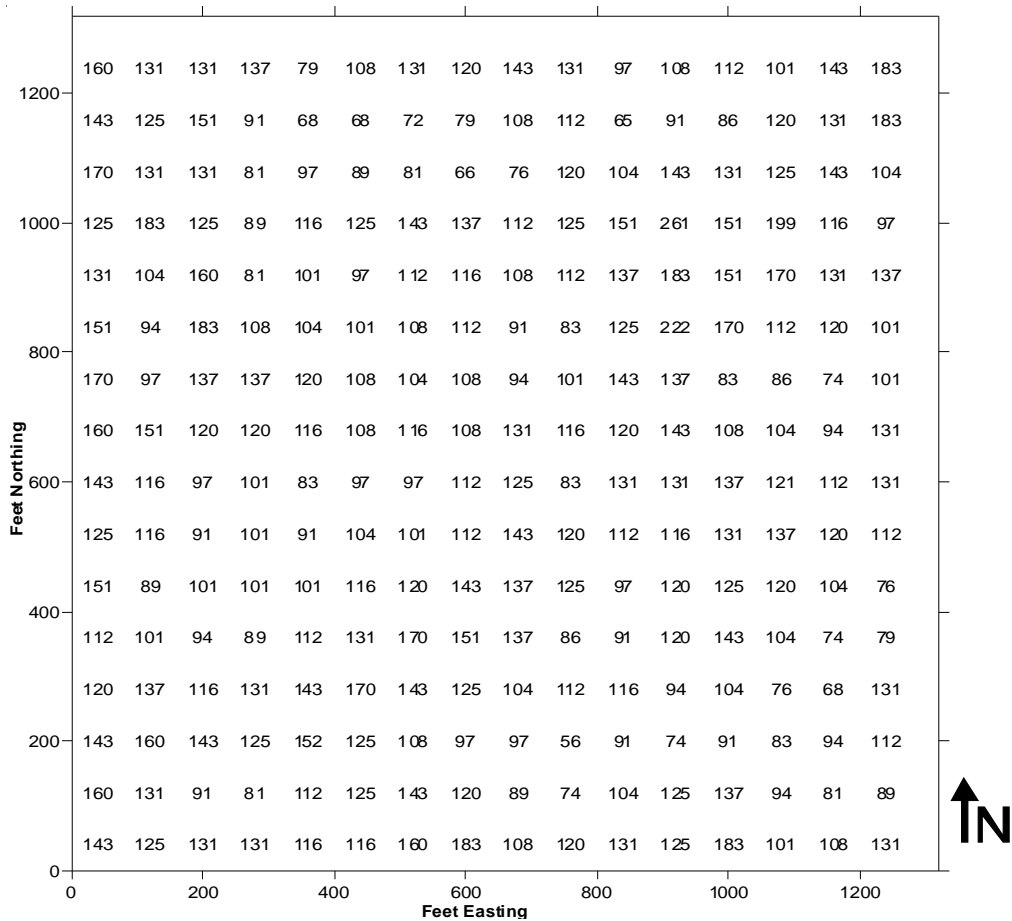 160 131 131 137 79 108 131 120 143 131 97 108 112 101 143 183
1200
143 125 151 91 68 68 72 79 108 112 65 91 86 120 131 183
170 131 131 81 97 89 81 66 76 120 104 143 131 125 143 104
1000 125 183 125 89 116 125 143 137 112 125 151 261 151 199 116 97
131 104 160 81 101 97 112 116 108 112 137 183 151 170 131 137
151 94 183 108 104 101 108 112 91 83 125 222 170 112 120 101
800
170 97 137 137 120 108 104 108 94 101 143 137 83 86 74 101
160 151 120 120 116 108 116 108 131 116 120 143 108 104 94 131
600 143 116 97 101 83 97 97 112 125 83 131 131 137 121 112 131
125 116 91 101 91 104 101 112 143 120 112 116 131 137 120 112
151 89 101 101 101 116 120 143 137 125 97 120 125 120 104 76
400
112 101 94 89 112 131 170 151 137 86 91 120 143 104 74 79
120 137 116 131 143 170 143 125 104 112 116 94 104 76 68 131
200 143 160 143 125 152 125 108 97 97 56 91 74 91 83 94 112
160 131 91 81 112 125 143 120 89 74 104 125 137 94 81 89
143 125 131 131 116 116 160 183 108 120 131 125 183 101 108 131
0
0 200 400 600 800 1000 1200
Feet Easting
Feet Northing
N